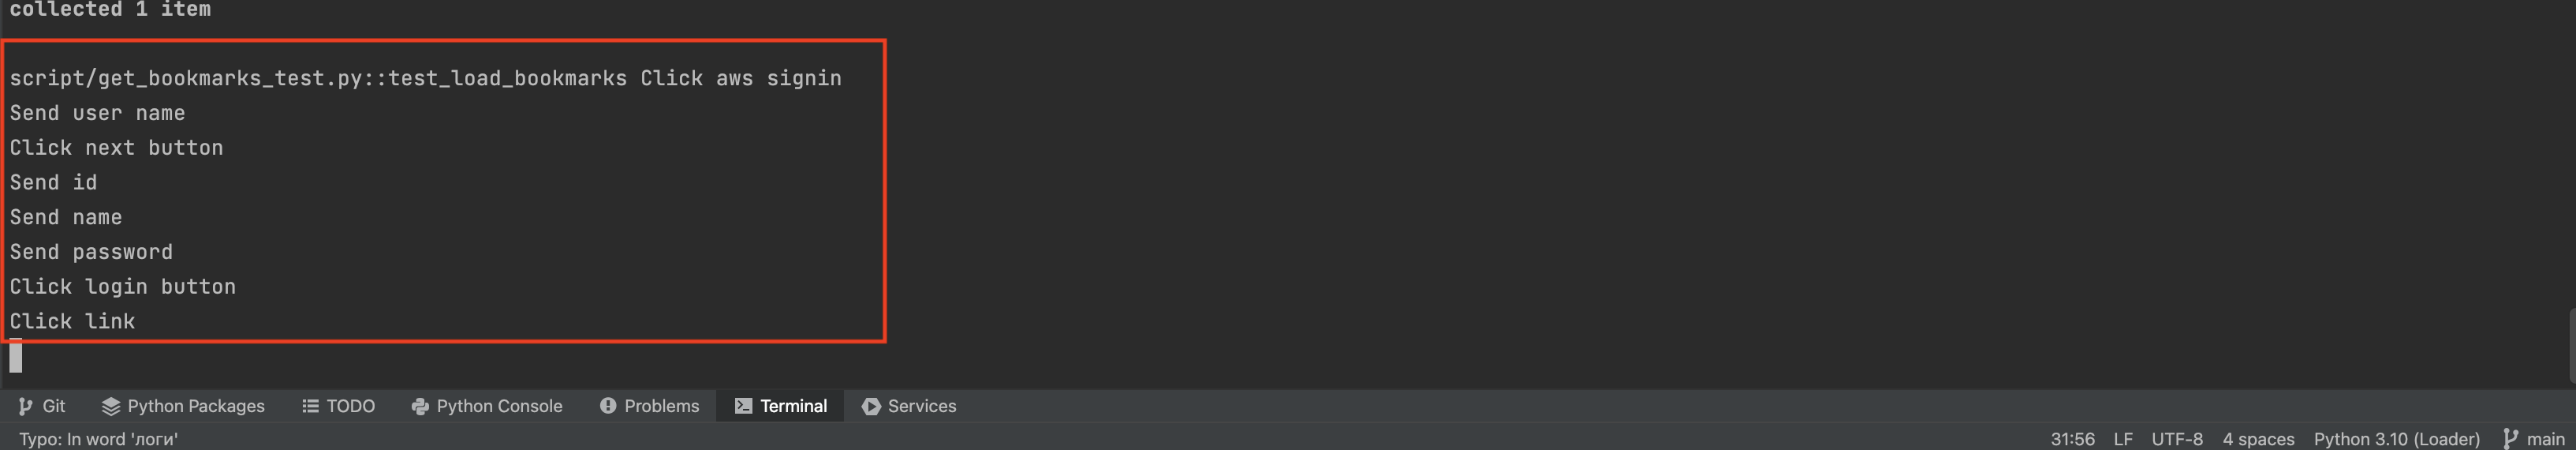 collected 1 item
script/get_bookmarks_test.py::test_load_bookmarks Click aws signin
Send user name
Click next button
Send id
Send name
Send password
Click login button
Click link
Git Python Packages TODO Python Console Problems Terminal Services
Typo: In word 'логи' 31:56 LF UTF-8 4 spaces Python 3.10 (Loader) main